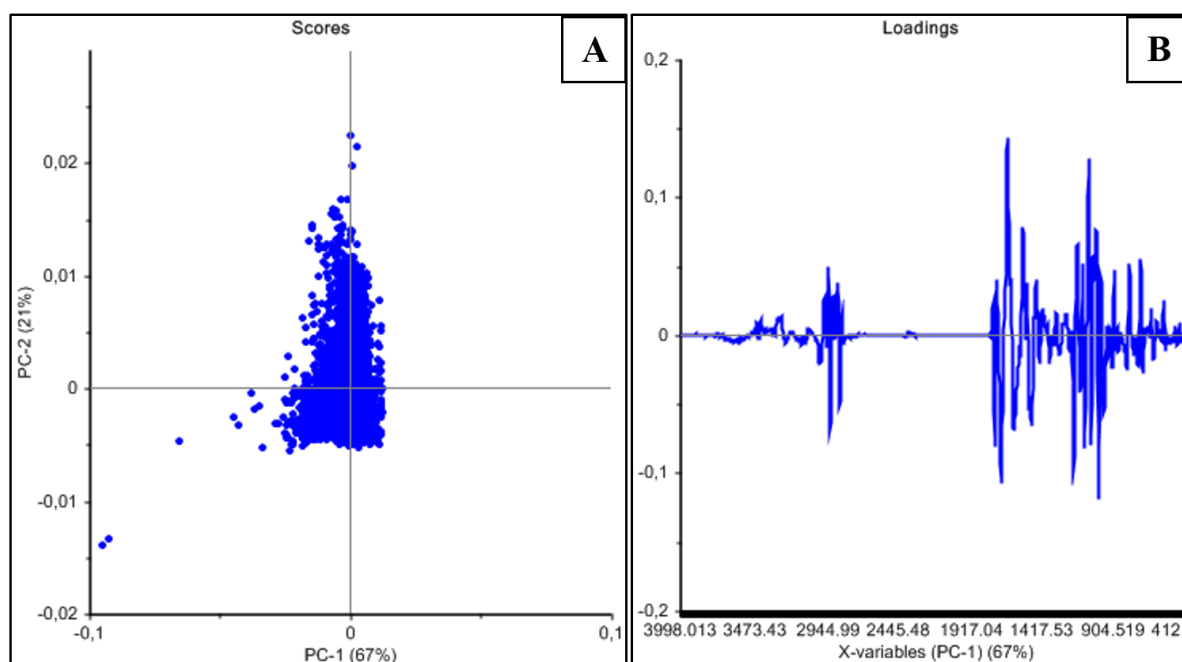 Scores
A
0,02
0,01
0
-0,01
-0,02
PC-2 (21%)
-0,1
0
0,1
PC-1 (67%)
Loadings
B
0,2
0,1
0
-0,1
-0,2
3998.013 3473.43 2944.99 2445.48 1917.04 1417.53 904.519 412.
X-variables (PC-1) (67%)